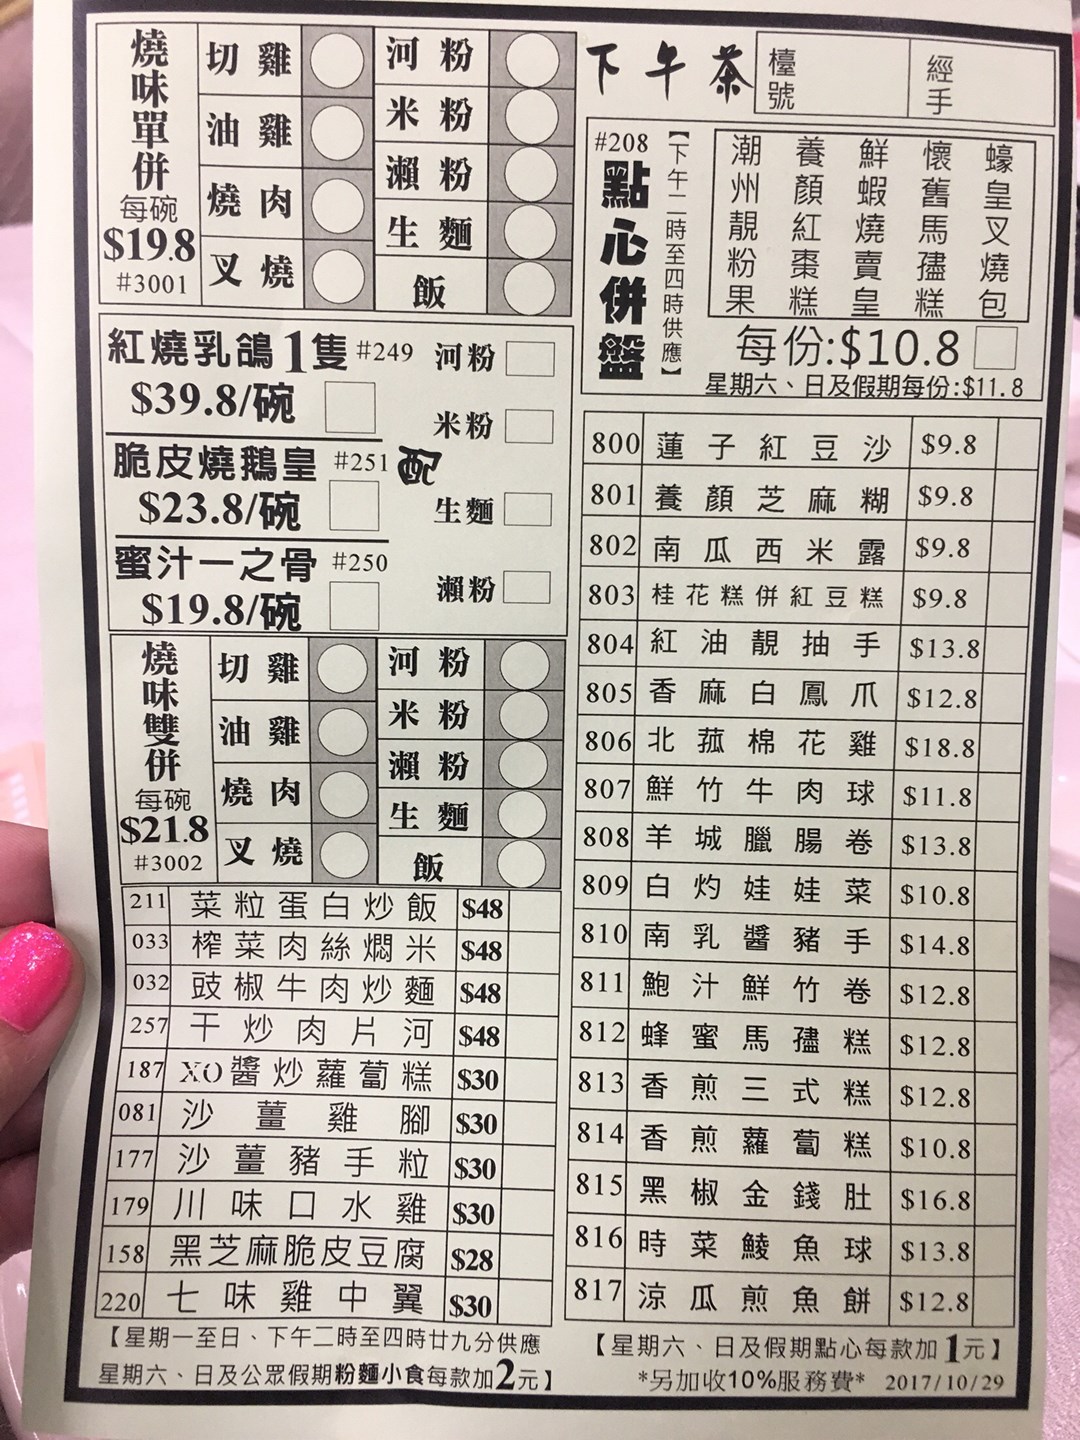 燒味單併
每碗
$19.8
#3001
切雞
油雞
燒肉
叉燒
河粉
米粉
瀨粉
生麵
飯
紅燒乳鴿1隻 #249
$39.8/碗
脆皮燒鵝皇 #251
$23.8/碗
蜜汁一之骨 #250
$19.8/碗
配
河粉
米粉
生麵
瀨粉
燒味雙併
每碗
$21.8
#3002
切雞
油雞
燒肉
叉燒
河粉
米粉
瀨粉
生麵
飯
211 菜粒蛋白炒飯 $48
033 榨菜肉絲燜米 $48
032 豉椒牛肉炒麵 $48
257 干炒肉片河 $48
187 XO醬炒蘿蔔糕 $30
081 沙薑雞腳 $30
177 沙薑豬手粒 $30
179 川味口水雞 $30
158 黑芝麻脆皮豆腐 $28
220 七味雞中翼 $30
【星期一至日、下午二時至四時廿九分供應
星期六、日及公眾假期粉麵小食每款加2元】
下午茶
檯號
經手
#208
點心併盤
【下午二時至四時供應】
潮州靚粉果
養顏紅棗糕
鮮蝦燒賣皇
懷舊馬孻糕
蠔皇叉燒包
每份:$10.8
星期六、日及假期每份:$11.8
800 蓮子紅豆沙 $9.8
801 養顏芝麻糊 $9.8
802 南瓜西米露 $9.8
803 桂花糕併紅豆糕 $9.8
804 紅油靚抽手 $13.8
805 香麻白鳳爪 $12.8
806 北菰棉花雞 $18.8
807 鮮竹牛肉球 $11.8
808 羊城臘腸卷 $13.8
809 白灼娃娃菜 $10.8
810 南乳醬豬手 $14.8
811 鮑汁鮮竹卷 $12.8
812 蜂蜜馬孻糕 $12.8
813 香煎三式糕 $12.8
814 香煎蘿蔔糕 $10.8
815 黑椒金錢肚 $16.8
816 時菜鯪魚球 $13.8
817 涼瓜煎魚餅 $12.8
【星期六、日及假期點心每款加1元】
*另加收10%服務費* 2017/10/29